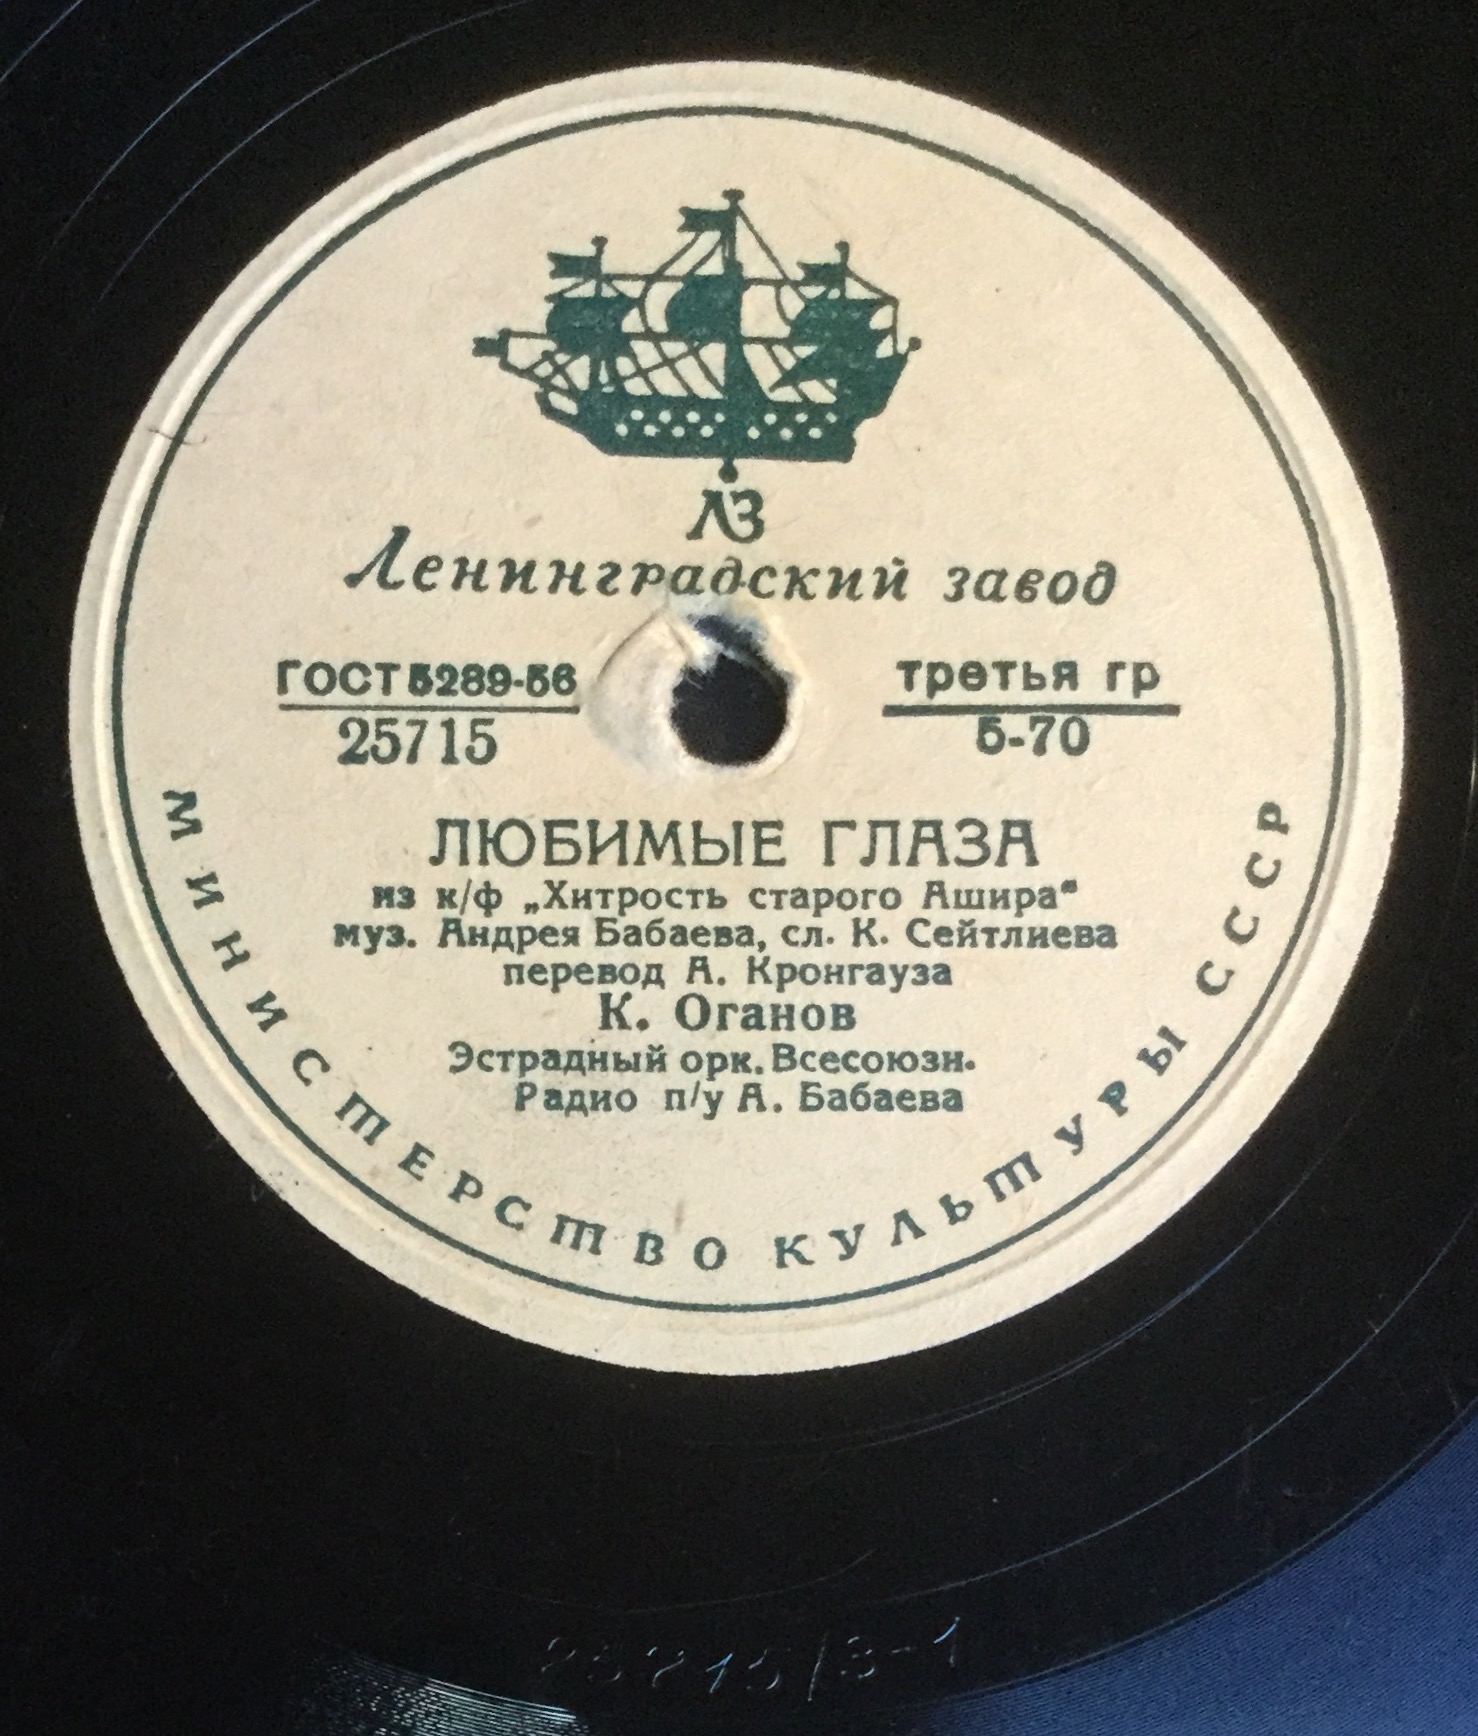 ЛЗ
Ленинградский завод
ГОСТ 5289-56
25715
третья гр
5-70
ЛЮБИМЫЕ ГЛАЗА
из к/ф „Хитрость старого Ашира"
муз. Андрея Бабаева, сл. К. Сейтлиева
перевод А. Кронгауза
К. Оганов
Эстрадный орк. Всесоюзн.
Радио п/у А. Бабаева
МИНИСТЕРСТВО КУЛЬТУРЫ СССР